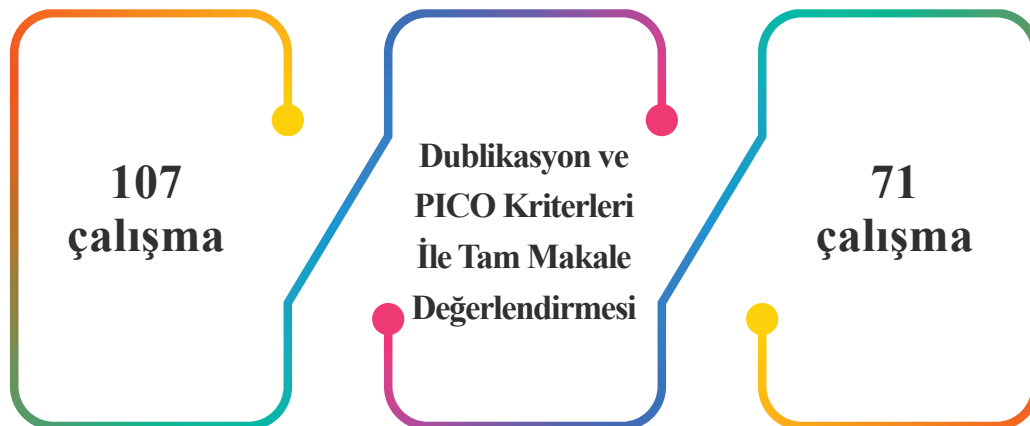 107
çalışma
Dublikasyon ve
PICO Kriterleri
İle Tam Makale
Değerlendirmesi
71
çalışma